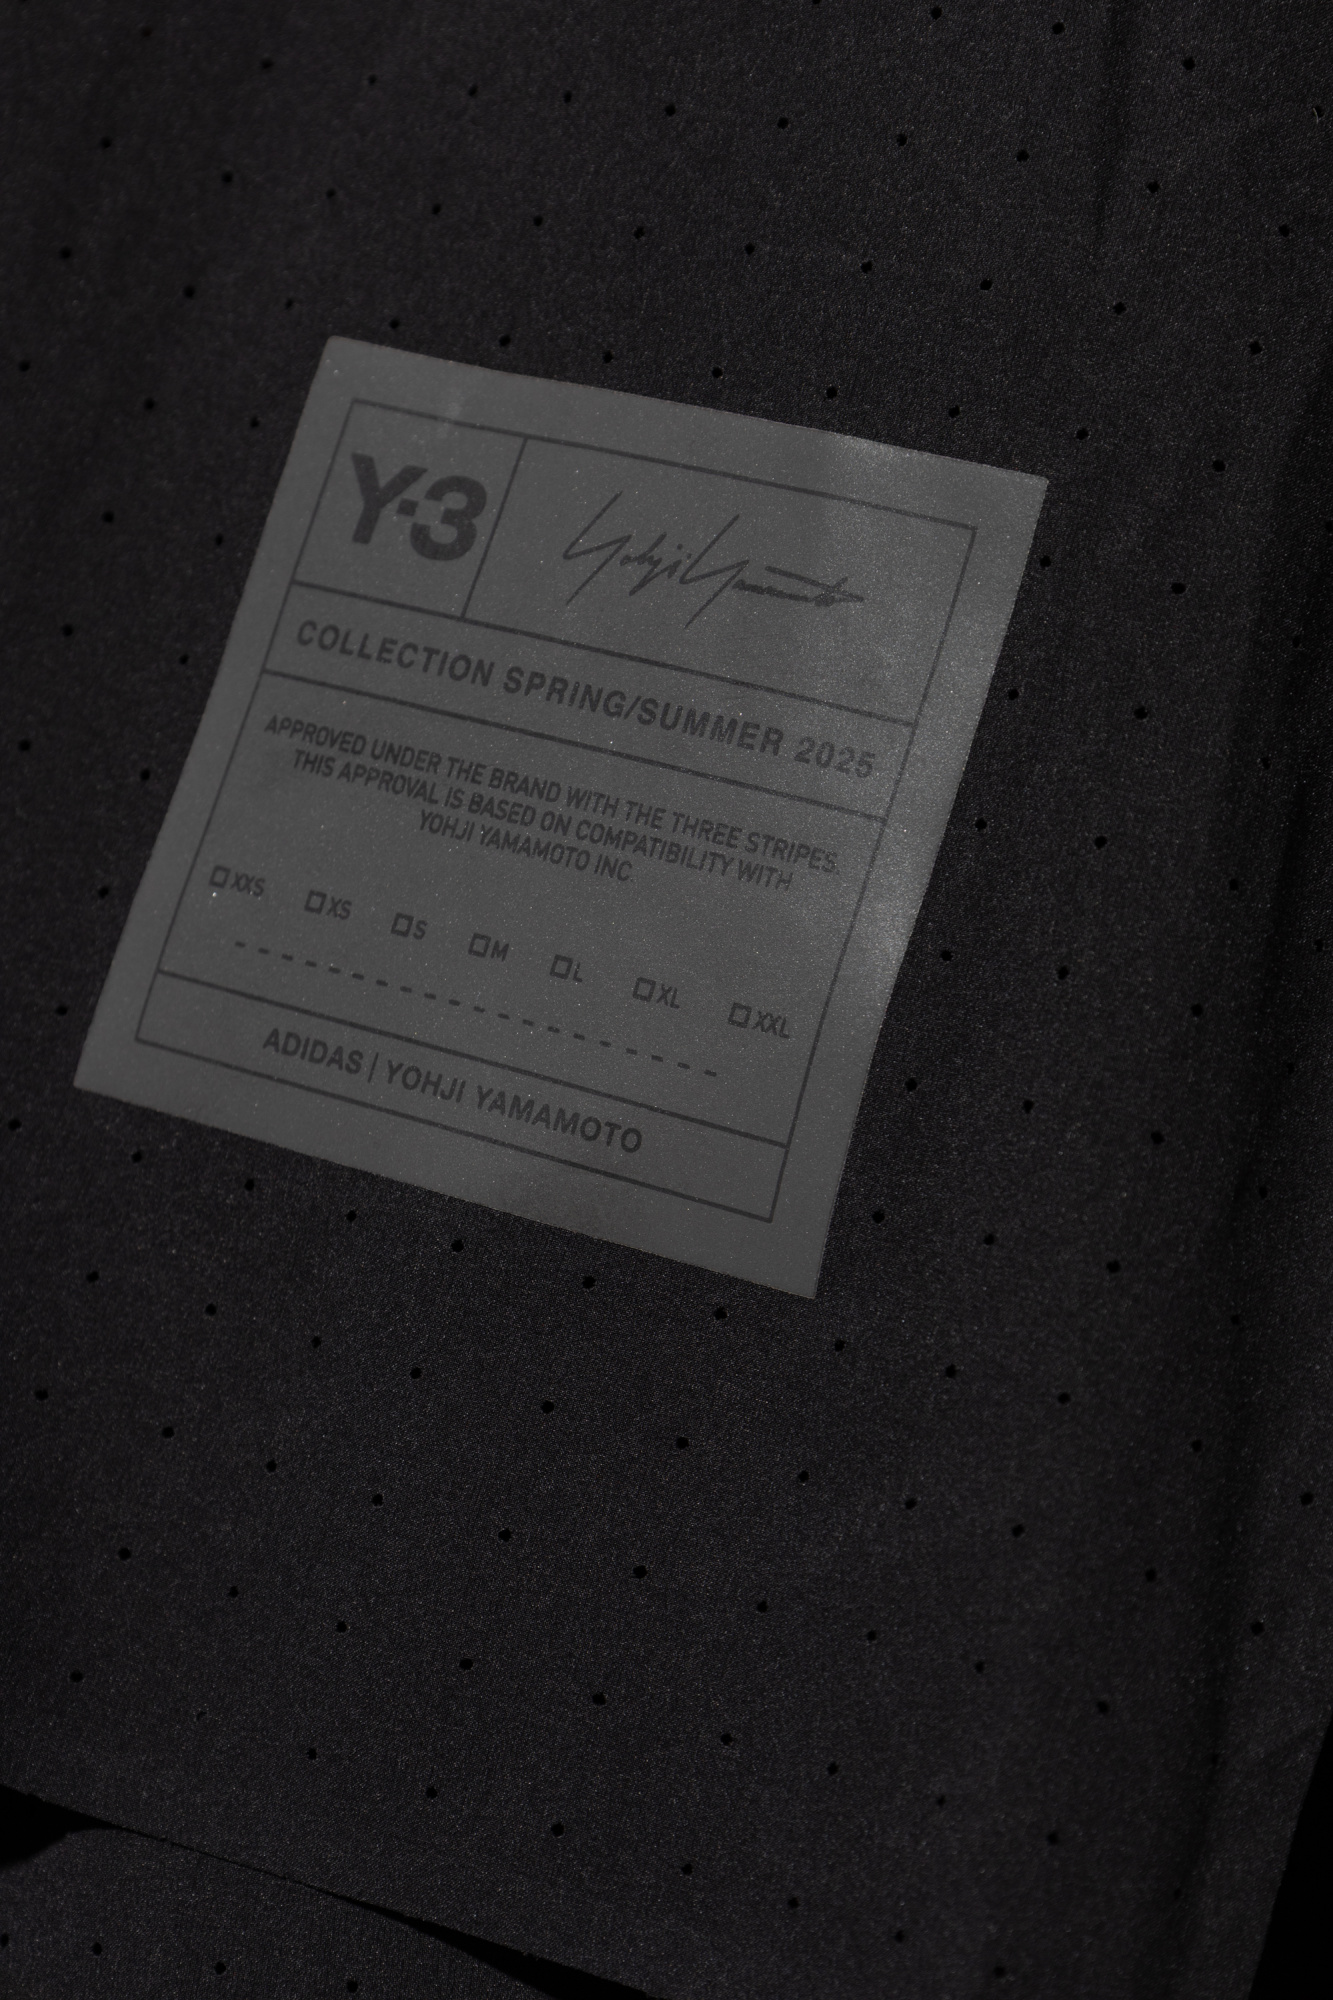 Y-3
Yohji Yamamoto
COLLECTION SPRING/SUMMER 2025
APPROVED UNDER THE BRAND WITH THE THREE STRIPES.
THIS APPROVAL IS BASED ON COMPATIBILITY WITH
YOHJI YAMAMOTO INC.
XXS XS S M L XL XXL
ADIDAS | YOHJI YAMAMOTO